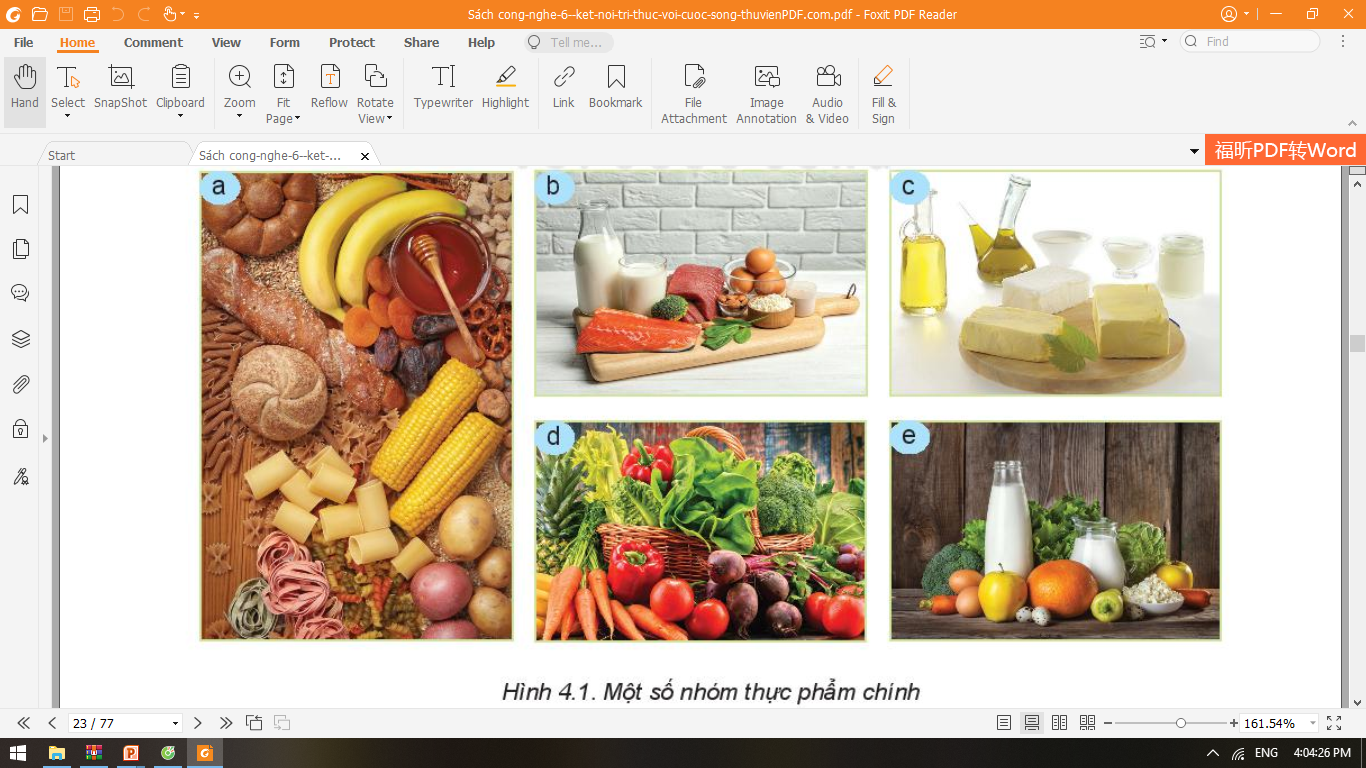 Sách cong-nghe-6--ket-noi-tri-thuc-voi-cuoc-song-thuvienPDF.com.pdf - Foxit PDF Reader
File Home Comment View Form Protect Share Help Tell me... Find
Hand Select SnapShot Clipboard Zoom Fit Page Reflow Rotate View Typewriter Highlight Link Bookmark File Attachment Image Annotation Audio & Video Fill & Sign
Start Sách cong-nghe-6--ket-... 福昕PDF转Word
a b c
d e
Hình 4.1. Một số nhóm thực phẩm chính
23 / 77 161.54%
ENG 4:04:26 PM